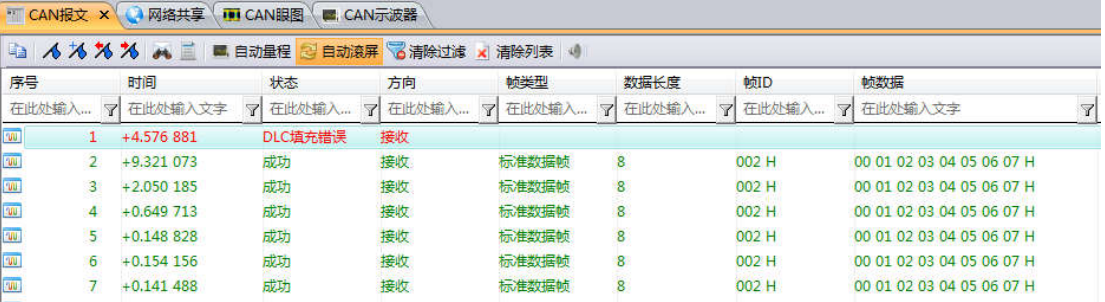 CAN报文 × 网络共享 CAN眼图 CAN示波器
自动量程 自动滚屏 清除过滤 清除列表
序号 时间 状态 方向 帧类型 数据长度 帧ID 帧数据
在此处输入... 在此处输入文字 在此处输入... 在此处输入... 在此处输入... 在此处输入... 在此处输入... 在此处输入文字
1 +4.576 881 DLC填充错误 接收
2 +9.321 073 成功 接收 标准数据帧 8 002 H 00 01 02 03 04 05 06 07 H
3 +2.050 185 成功 接收 标准数据帧 8 002 H 00 01 02 03 04 05 06 07 H
4 +0.649 713 成功 接收 标准数据帧 8 002 H 00 01 02 03 04 05 06 07 H
5 +0.148 828 成功 接收 标准数据帧 8 002 H 00 01 02 03 04 05 06 07 H
6 +0.154 156 成功 接收 标准数据帧 8 002 H 00 01 02 03 04 05 06 07 H
7 +0.141 488 成功 接收 标准数据帧 8 002 H 00 01 02 03 04 05 06 07 H